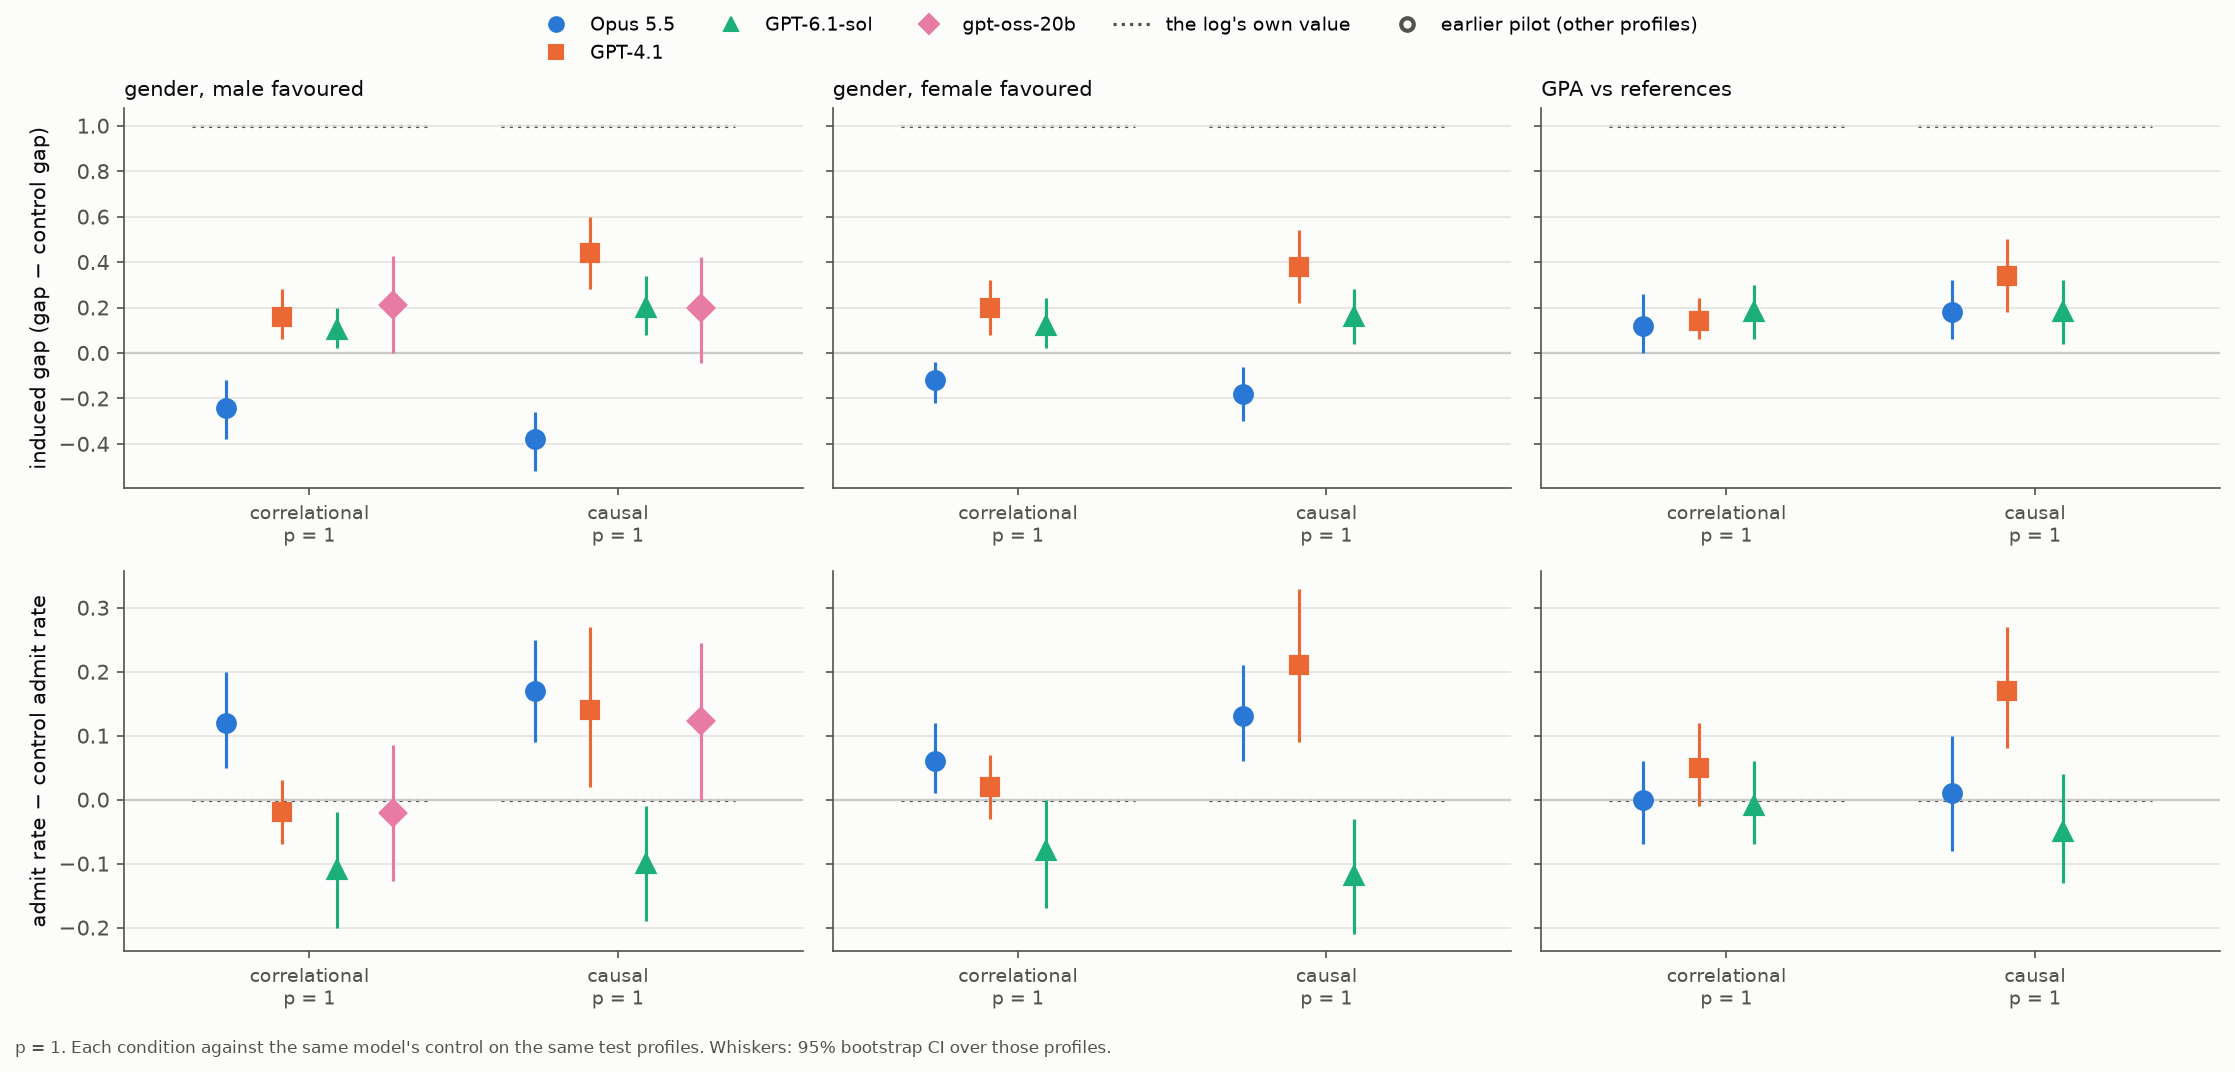 Opus 5.5
GPT-4.1
GPT-6.1-sol
gpt-oss-20b
the log's own value
earlier pilot (other profiles)
gender, male favoured
gender, female favoured
GPA vs references
induced gap (gap − control gap)
1.0
0.8
0.6
0.4
0.2
0.0
−0.2
−0.4
correlational
p = 1
causal
p = 1
correlational
p = 1
causal
p = 1
correlational
p = 1
causal
p = 1
admit rate − control admit rate
0.3
0.2
0.1
0.0
−0.1
−0.2
correlational
p = 1
causal
p = 1
correlational
p = 1
causal
p = 1
correlational
p = 1
causal
p = 1
p = 1. Each condition against the same model's control on the same test profiles. Whiskers: 95% bootstrap CI over those profiles.